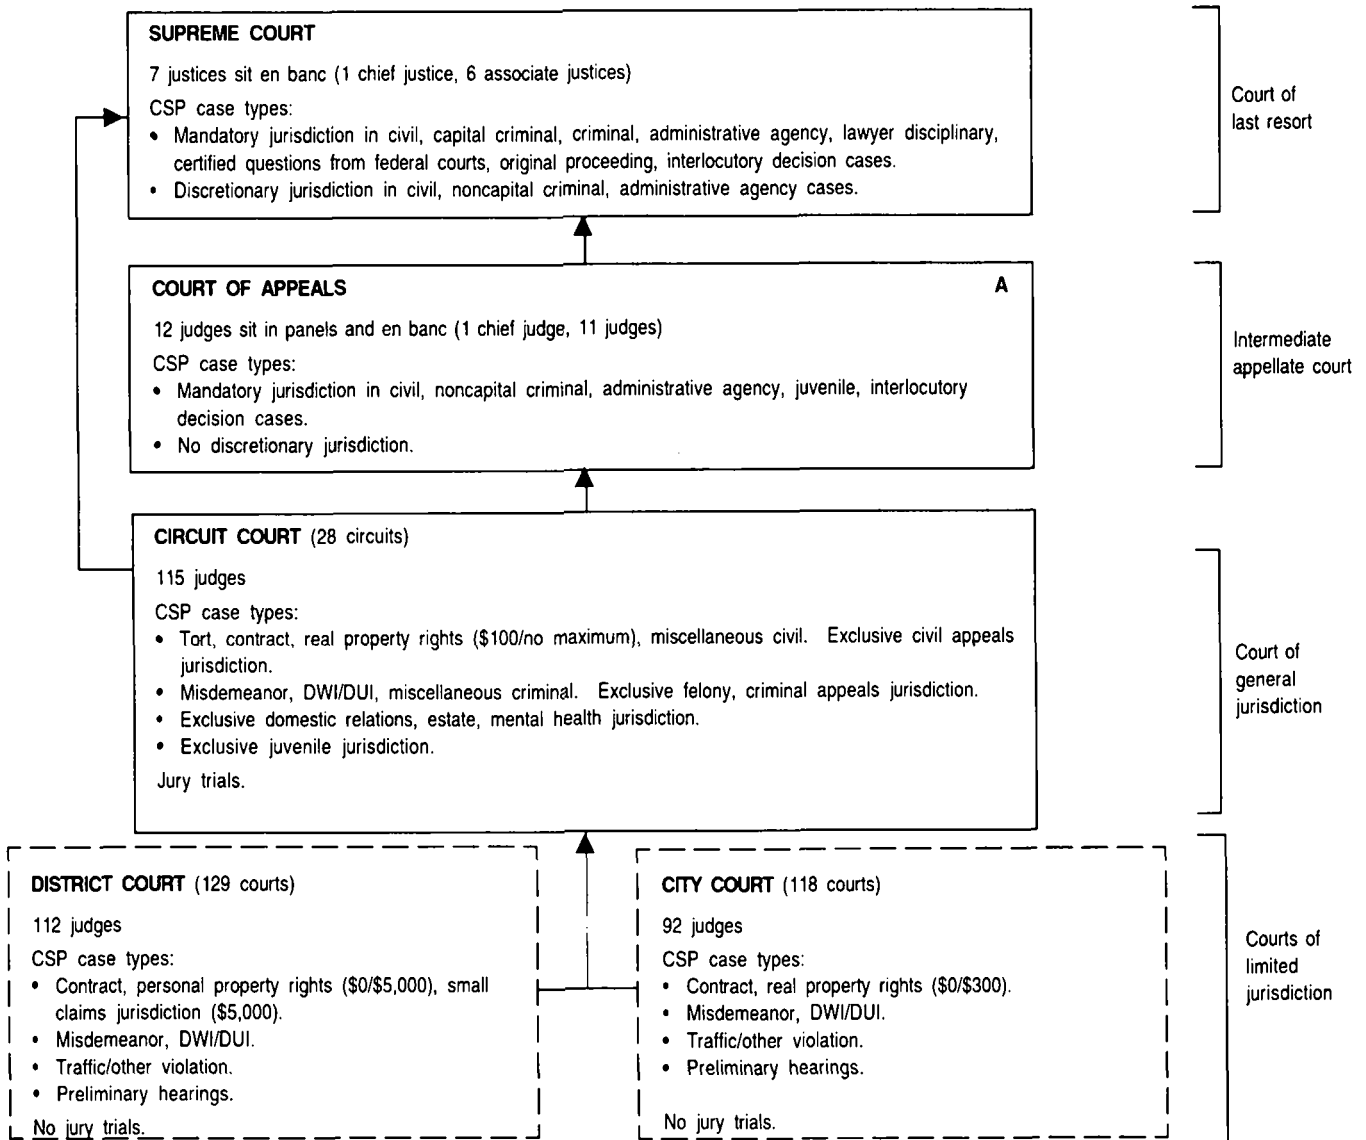 SUPREME COURT
7 justices sit en banc (1 chief justice, 6 associate justices)
CSP case types:
• Mandatory jurisdiction in civil, capital criminal, criminal, administrative agency, lawyer disciplinary,
certified questions from federal courts, original proceeding, interlocutory decision cases.
• Discretionary jurisdiction in civil, noncapital criminal, administrative agency cases.
Court of
last resort
COURT OF APPEALS A
12 judges sit in panels and en banc (1 chief judge, 11 judges)
CSP case types:
• Mandatory jurisdiction in civil, noncapital criminal, administrative agency, juvenile, interlocutory
decision cases.
• No discretionary jurisdiction.
Intermediate
appellate court
CIRCUIT COURT (28 circuits)
115 judges
CSP case types:
• Tort, contract, real property rights ($100/no maximum), miscellaneous civil. Exclusive civil appeals
jurisdiction.
• Misdemeanor, DWI/DUI, miscellaneous criminal. Exclusive felony, criminal appeals jurisdiction.
• Exclusive domestic relations, estate, mental health jurisdiction.
• Exclusive juvenile jurisdiction.
Jury trials.
Court of
general
jurisdiction
DISTRICT COURT (129 courts)
112 judges
CSP case types:
• Contract, personal property rights ($0/$5,000), small
claims jurisdiction ($5,000).
• Misdemeanor, DWI/DUI.
• Traffic/other violation.
• Preliminary hearings.
No jury trials.
CITY COURT (118 courts)
92 judges
CSP case types:
• Contract, real property rights ($0/$300).
• Misdemeanor, DWI/DUI.
• Traffic/other violation.
• Preliminary hearings.
No jury trials.
Courts of
limited
jurisdiction